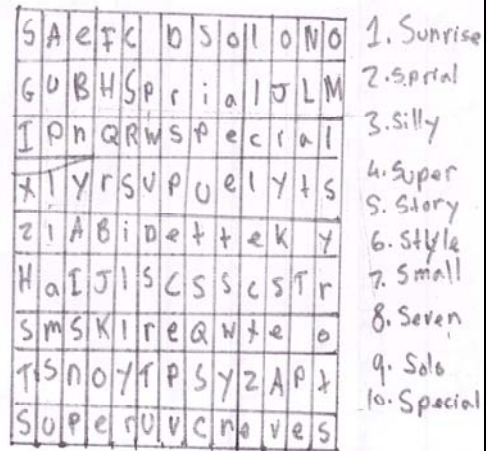 S A e F C D S o l o N O
G U B H S p r i a l J L M
I P n Q R W S P e c i a l
X l y r S U P U e l Y t S
Z I A B i D e t t e K y
H a I J l S C S S c S T r
S m S K l r e Q W t e o
T S n O Y T P S Y Z A P t
S U P e r U V C n e v e S
1. Sunrise
2. Sprial
3. Silly
4. Super
5. Story
6. Style
7. Small
8. Seven
9. Solo
10. Special